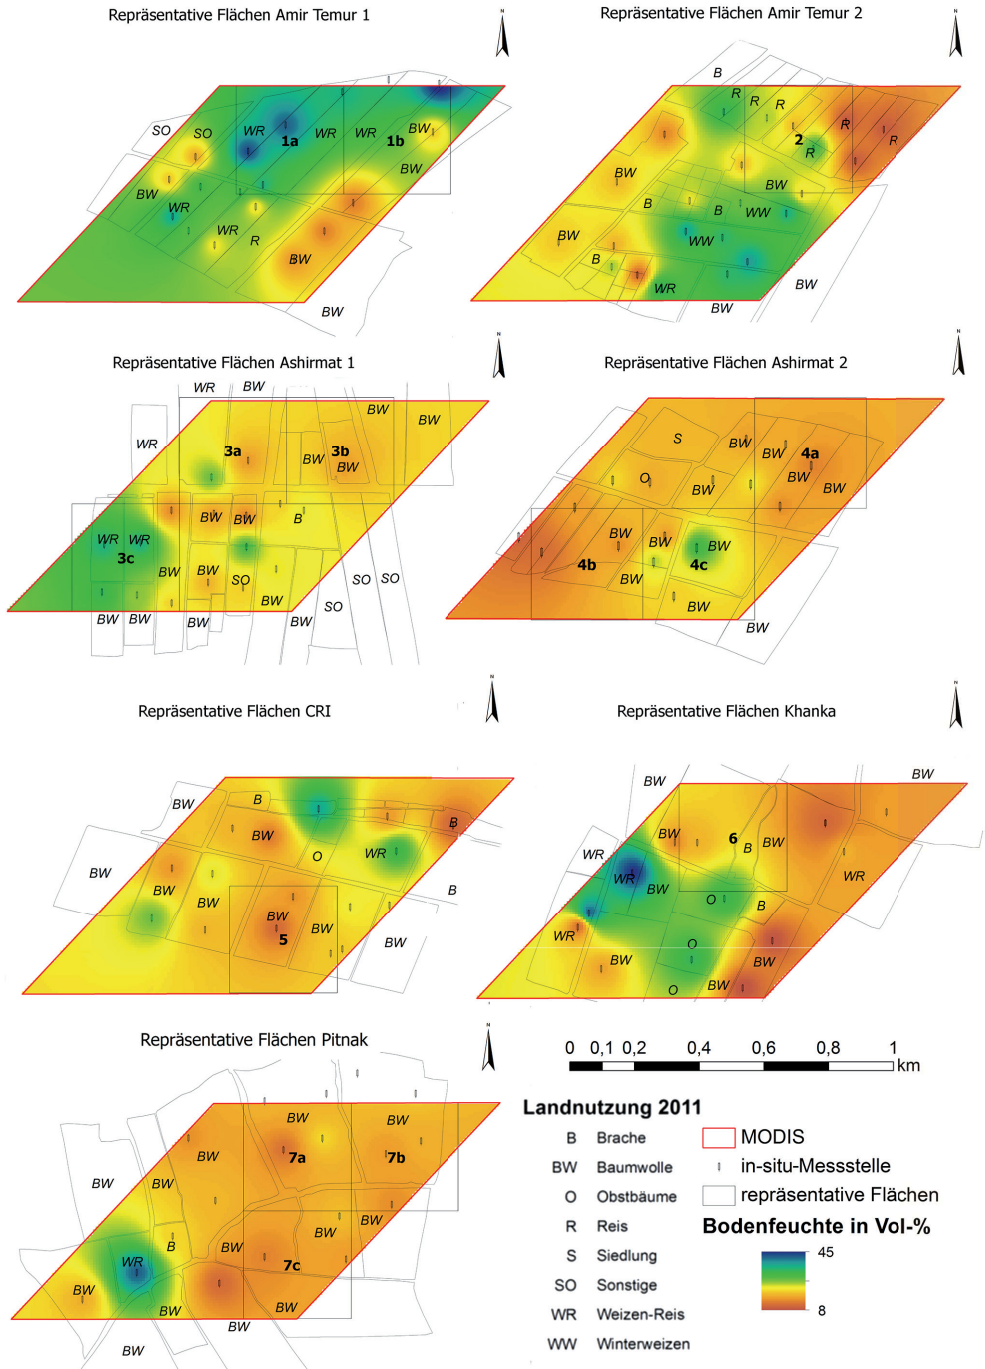 Repräsentative Flächen Amir Temur 1
N
SO
SO
WR
WR
WR
BW
1a
1b
BW
BW
WR
WR
R
BW
BW
Repräsentative Flächen Amir Temur 2
N
B
R
R
R
R
R
2
R
BW
BW
B
B
WW
WW
BW
BW
B
WR
BW
BW
Repräsentative Flächen Ashirmat 1
N
WR
BW
BW
BW
WR
3a
3b
BW
BW
BW
BW
B
WR
WR
3c
BW
SO
SO
SO
SO
BW
BW
BW
BW
BW
BW
Repräsentative Flächen Ashirmat 2
N
S
BW
BW
4a
O
BW
BW
BW
BW
BW
BW
4b
4c
BW
BW
BW
Repräsentative Flächen CRI
N
BW
B
BW
B
O
WR
BW
BW
B
BW
BW
BW
5
BW
Repräsentative Flächen Khanka
N
BW
BW
BW
6
B
BW
WR
WR
BW
WR
O
B
WR
O
BW
BW
O
Repräsentative Flächen Pitnak
N
BW
BW
BW
7a
7b
BW
BW
BW
BW
B
BW
WR
7c
BW
BW
BW
BW
BW
BW
0 0,1 0,2 0,4 0,6 0,8 1
km
Landnutzung 2011
B Brache
BW Baumwolle
O Obstbäume
R Reis
S Siedlung
SO Sonstige
WR Weizen-Reis
WW Winterweizen
MODIS
in-situ-Messstelle
repräsentative Flächen
Bodenfeuchte in Vol-%
45
8